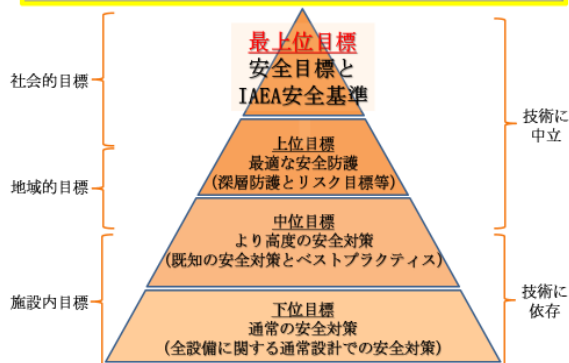 最上位目標
安全目標と
IAEA安全基準
上位目標
最適な安全防護
(深層防護とリスク目標等)
中位目標
より高度の安全対策
(既知の安全対策とベストプラクティス)
下位目標
通常の安全対策
(全設備に関する通常設計での安全対策)
社会的目標
地域的目標
施設内目標
技術に
中立
技術に
依存